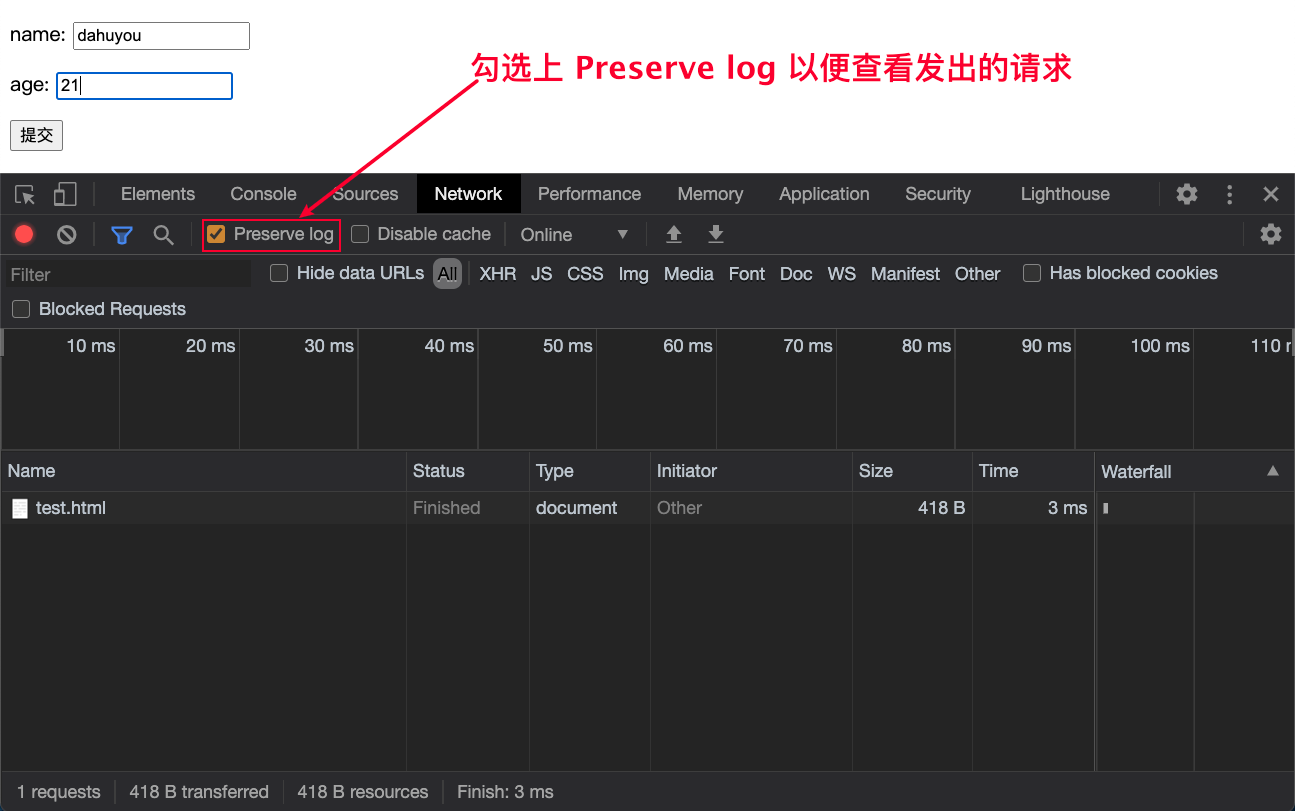 name: dahuyou
勾选上 Preserve log 以便查看发出的请求
age: 21
提交
Elements Console Sources Network Performance Memory Application Security Lighthouse
Preserve log Disable cache Online
Filter Hide data URLs All XHR JS CSS Img Media Font Doc WS Manifest Other Has blocked cookies
Blocked Requests
10 ms 20 ms 30 ms 40 ms 50 ms 60 ms 70 ms 80 ms 90 ms 100 ms 110 r
Name Status Type Initiator Size Time Waterfall
test.html Finished document Other 418 B 3 ms
1 requests 418 B transferred 418 B resources Finish: 3 ms